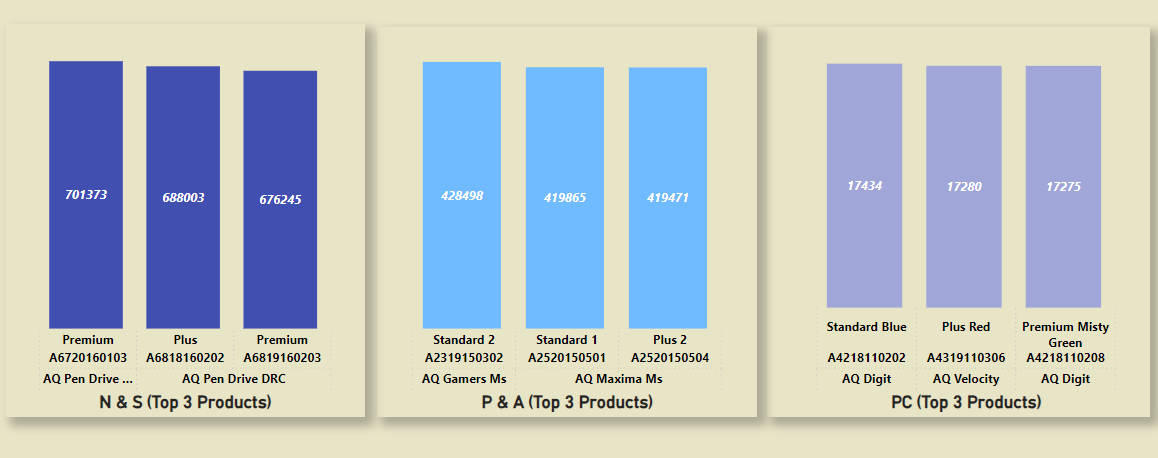 701373
688003
676245
Premium
A6720160103
Plus
A6818160202
Premium
A6819160203
AQ Pen Drive ...
AQ Pen Drive DRC
N & S (Top 3 Products)
428498
419865
419471
Standard 2
A2319150302
Standard 1
A2520150501
Plus 2
A2520150504
AQ Gamers Ms
AQ Maxima Ms
P & A (Top 3 Products)
17434
17280
17275
Standard Blue
A4218110202
Plus Red
A4319110306
Premium Misty
Green
A4218110208
AQ Digit
AQ Velocity
AQ Digit
PC (Top 3 Products)